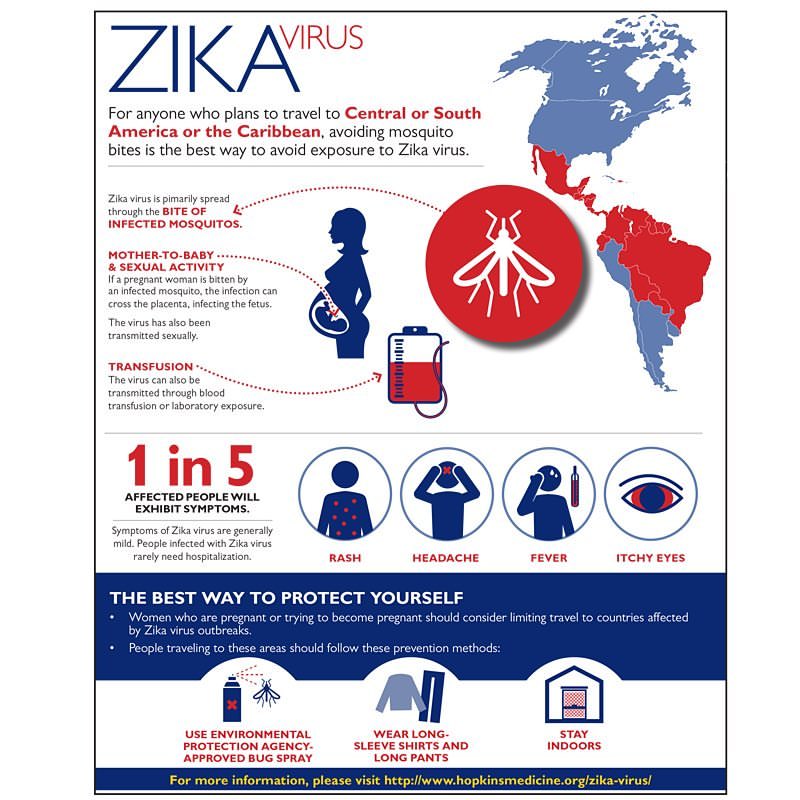 ZIKA VIRUS
For anyone who plans to travel to Central or South
America or the Caribbean, avoiding mosquito
bites is the best way to avoid exposure to Zika virus.
Zika virus is pimarily spread
through the BITE OF
INFECTED MOSQUITOS.
MOTHER-TO-BABY
& SEXUAL ACTIVITY
If a pregnant woman is bitten by
an infected mosquito, the infection can
cross the placenta, infecting the fetus.
The virus has also been
transmitted sexually.
TRANSFUSION
The virus can also be
transmitted through blood
transfusion or laboratory exposure.
1 in 5
AFFECTED PEOPLE WILL
EXHIBIT SYMPTOMS.
Symptoms of Zika virus are generally
mild. People infected with Zika virus
rarely need hospitalization.
RASH
HEADACHE
FEVER
ITCHY EYES
THE BEST WAY TO PROTECT YOURSELF
• Women who are pregnant or trying to become pregnant should consider limiting travel to countries affected
by Zika virus outbreaks.
• People traveling to these areas should follow these prevention methods:
USE ENVIRONMENTAL
PROTECTION AGENCY-
APPROVED BUG SPRAY
WEAR LONG-
SLEEVE SHIRTS AND
LONG PANTS
STAY
INDOORS
For more information, please visit http://www.hopkinsmedicine.org/zika-virus/